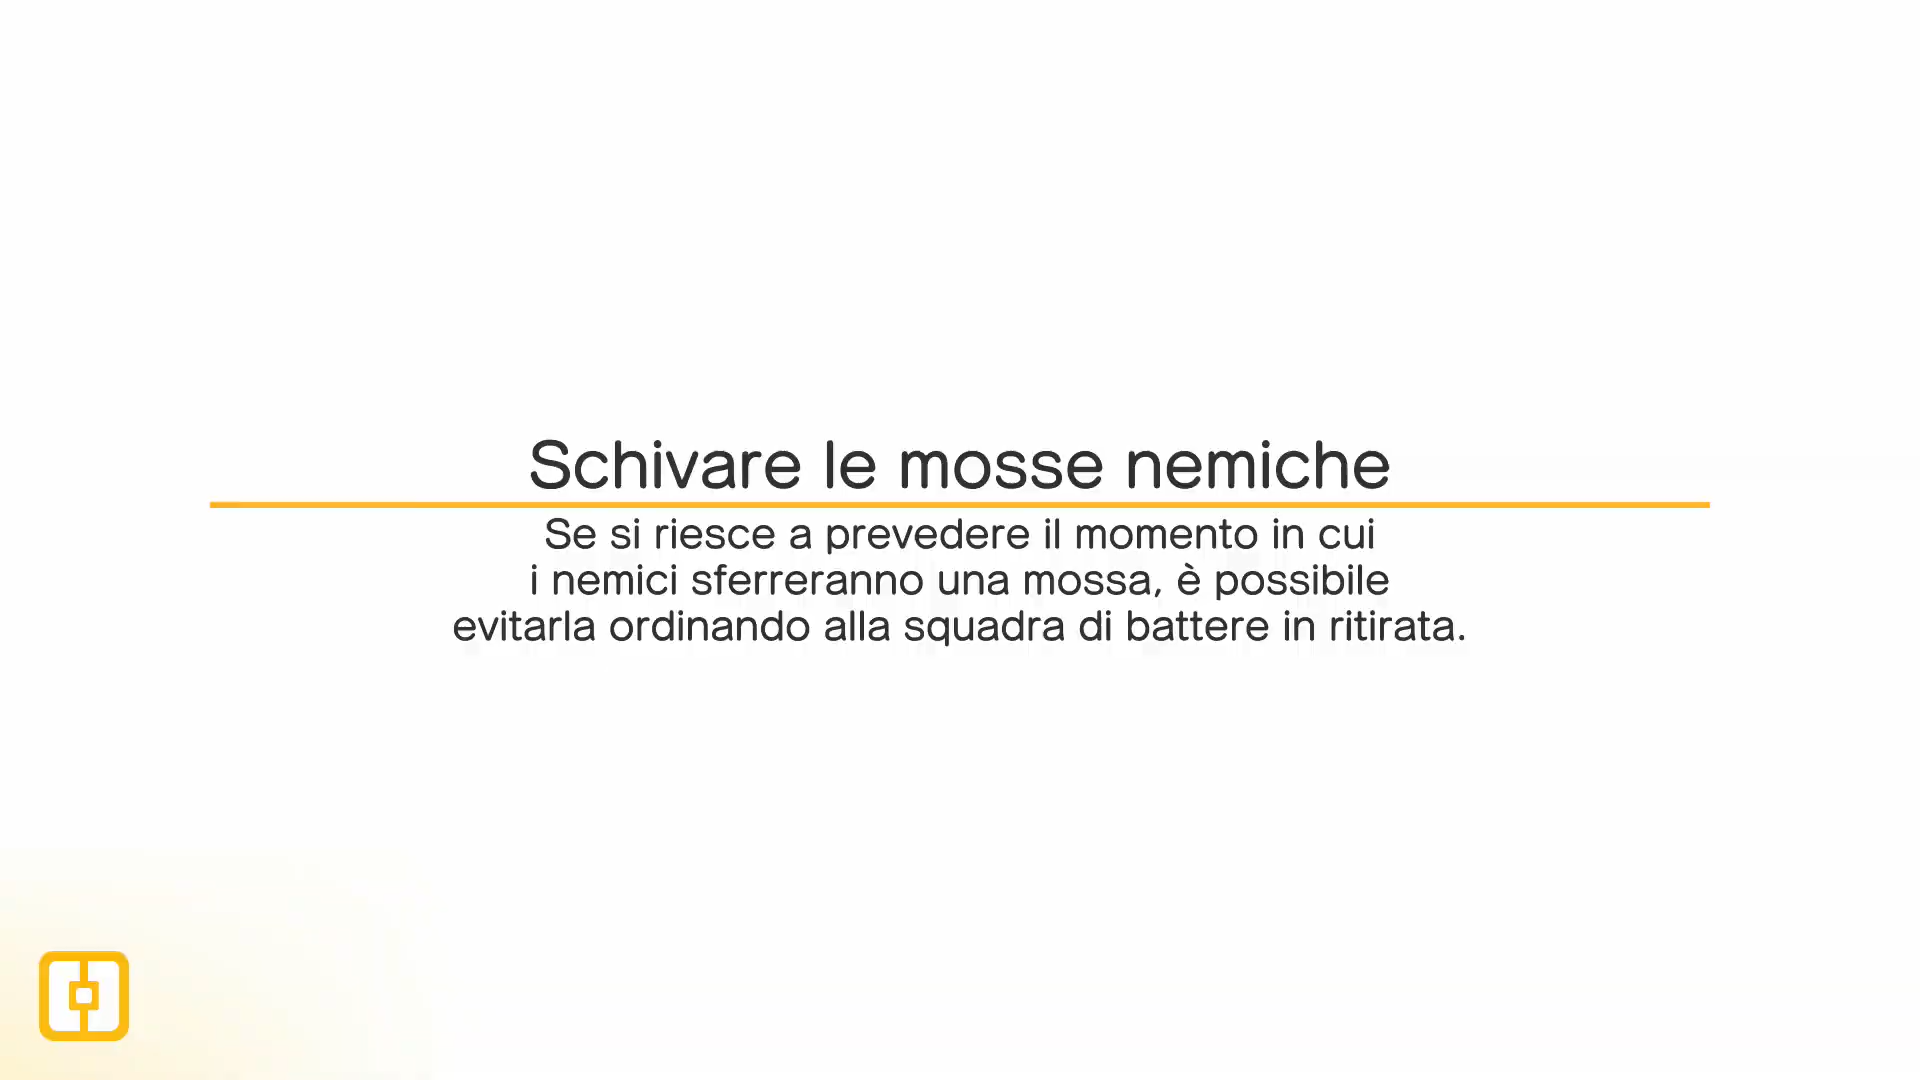 Schivare le mosse nemiche
Se si riesce a prevedere il momento in cui
i nemici sferreranno una mossa, è possibile
evitarla ordinando alla squadra di battere in ritirata.